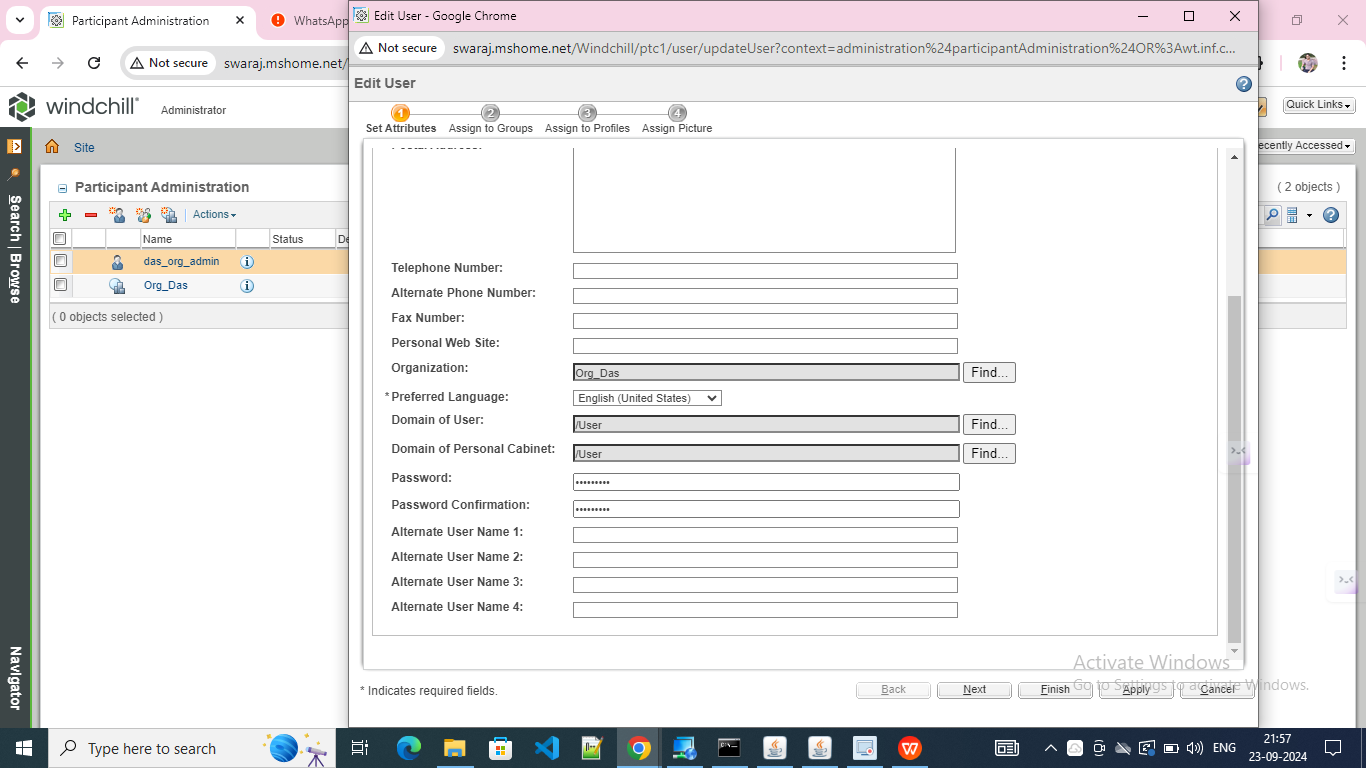 Participant Administration
WhatsApp
Edit User - Google Chrome
Not secure
swaraj.mshome.net/
Not secure
swaraj.mshome.net/Windchill/ptc1/user/updateUser?context=administration%24participantAdministration%24OR%3Awt.inf.c...
windchill
Administrator
Quick Links
Edit User
1
2
3
4
Set Attributes
Assign to Groups
Assign to Profiles
Assign Picture
Site
ecently Accessed
Participant Administration
( 2 objects )
Actions
Name
Status
De
das_org_admin
Org_Das
( 0 objects selected )
Search | Browse
Navigator
Telephone Number:
Alternate Phone Number:
Fax Number:
Personal Web Site:
Organization:
Org_Das
Find...
* Preferred Language:
English (United States)
Domain of User:
/User
Find...
Domain of Personal Cabinet:
/User
Find...
Password:
•••••••••
Password Confirmation:
•••••••••
Alternate User Name 1:
Alternate User Name 2:
Alternate User Name 3:
Alternate User Name 4:
* Indicates required fields.
Back
Next
Finish
Apply
Cancel
Activate Windows
Go to Settings to activate Windows.
Type here to search
ENG
21:57
23-09-2024